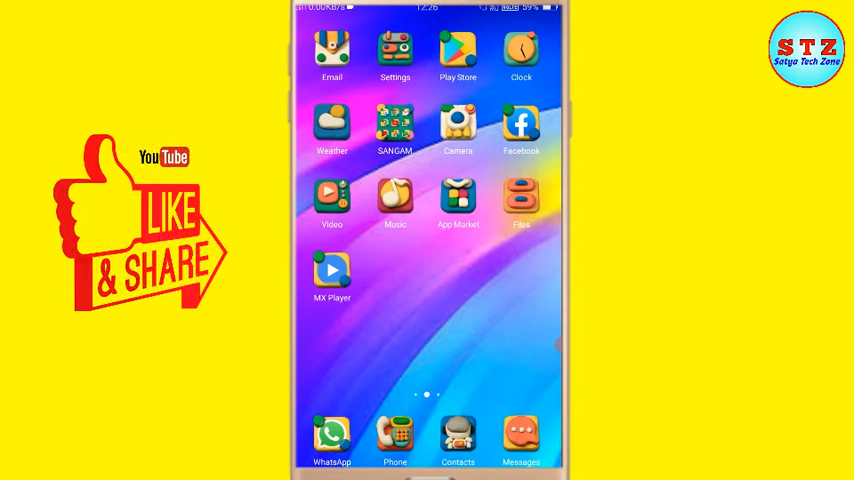 0.00KB/s 12:26 59%
STZ
Satya Tech Zone
Email Settings Play Store Clock
Weather SANGAM Camera Facebook
YouTube
LIKE
& SHARE
Video Music App Market Files
MX Player
WhatsApp Phone Contacts Messages